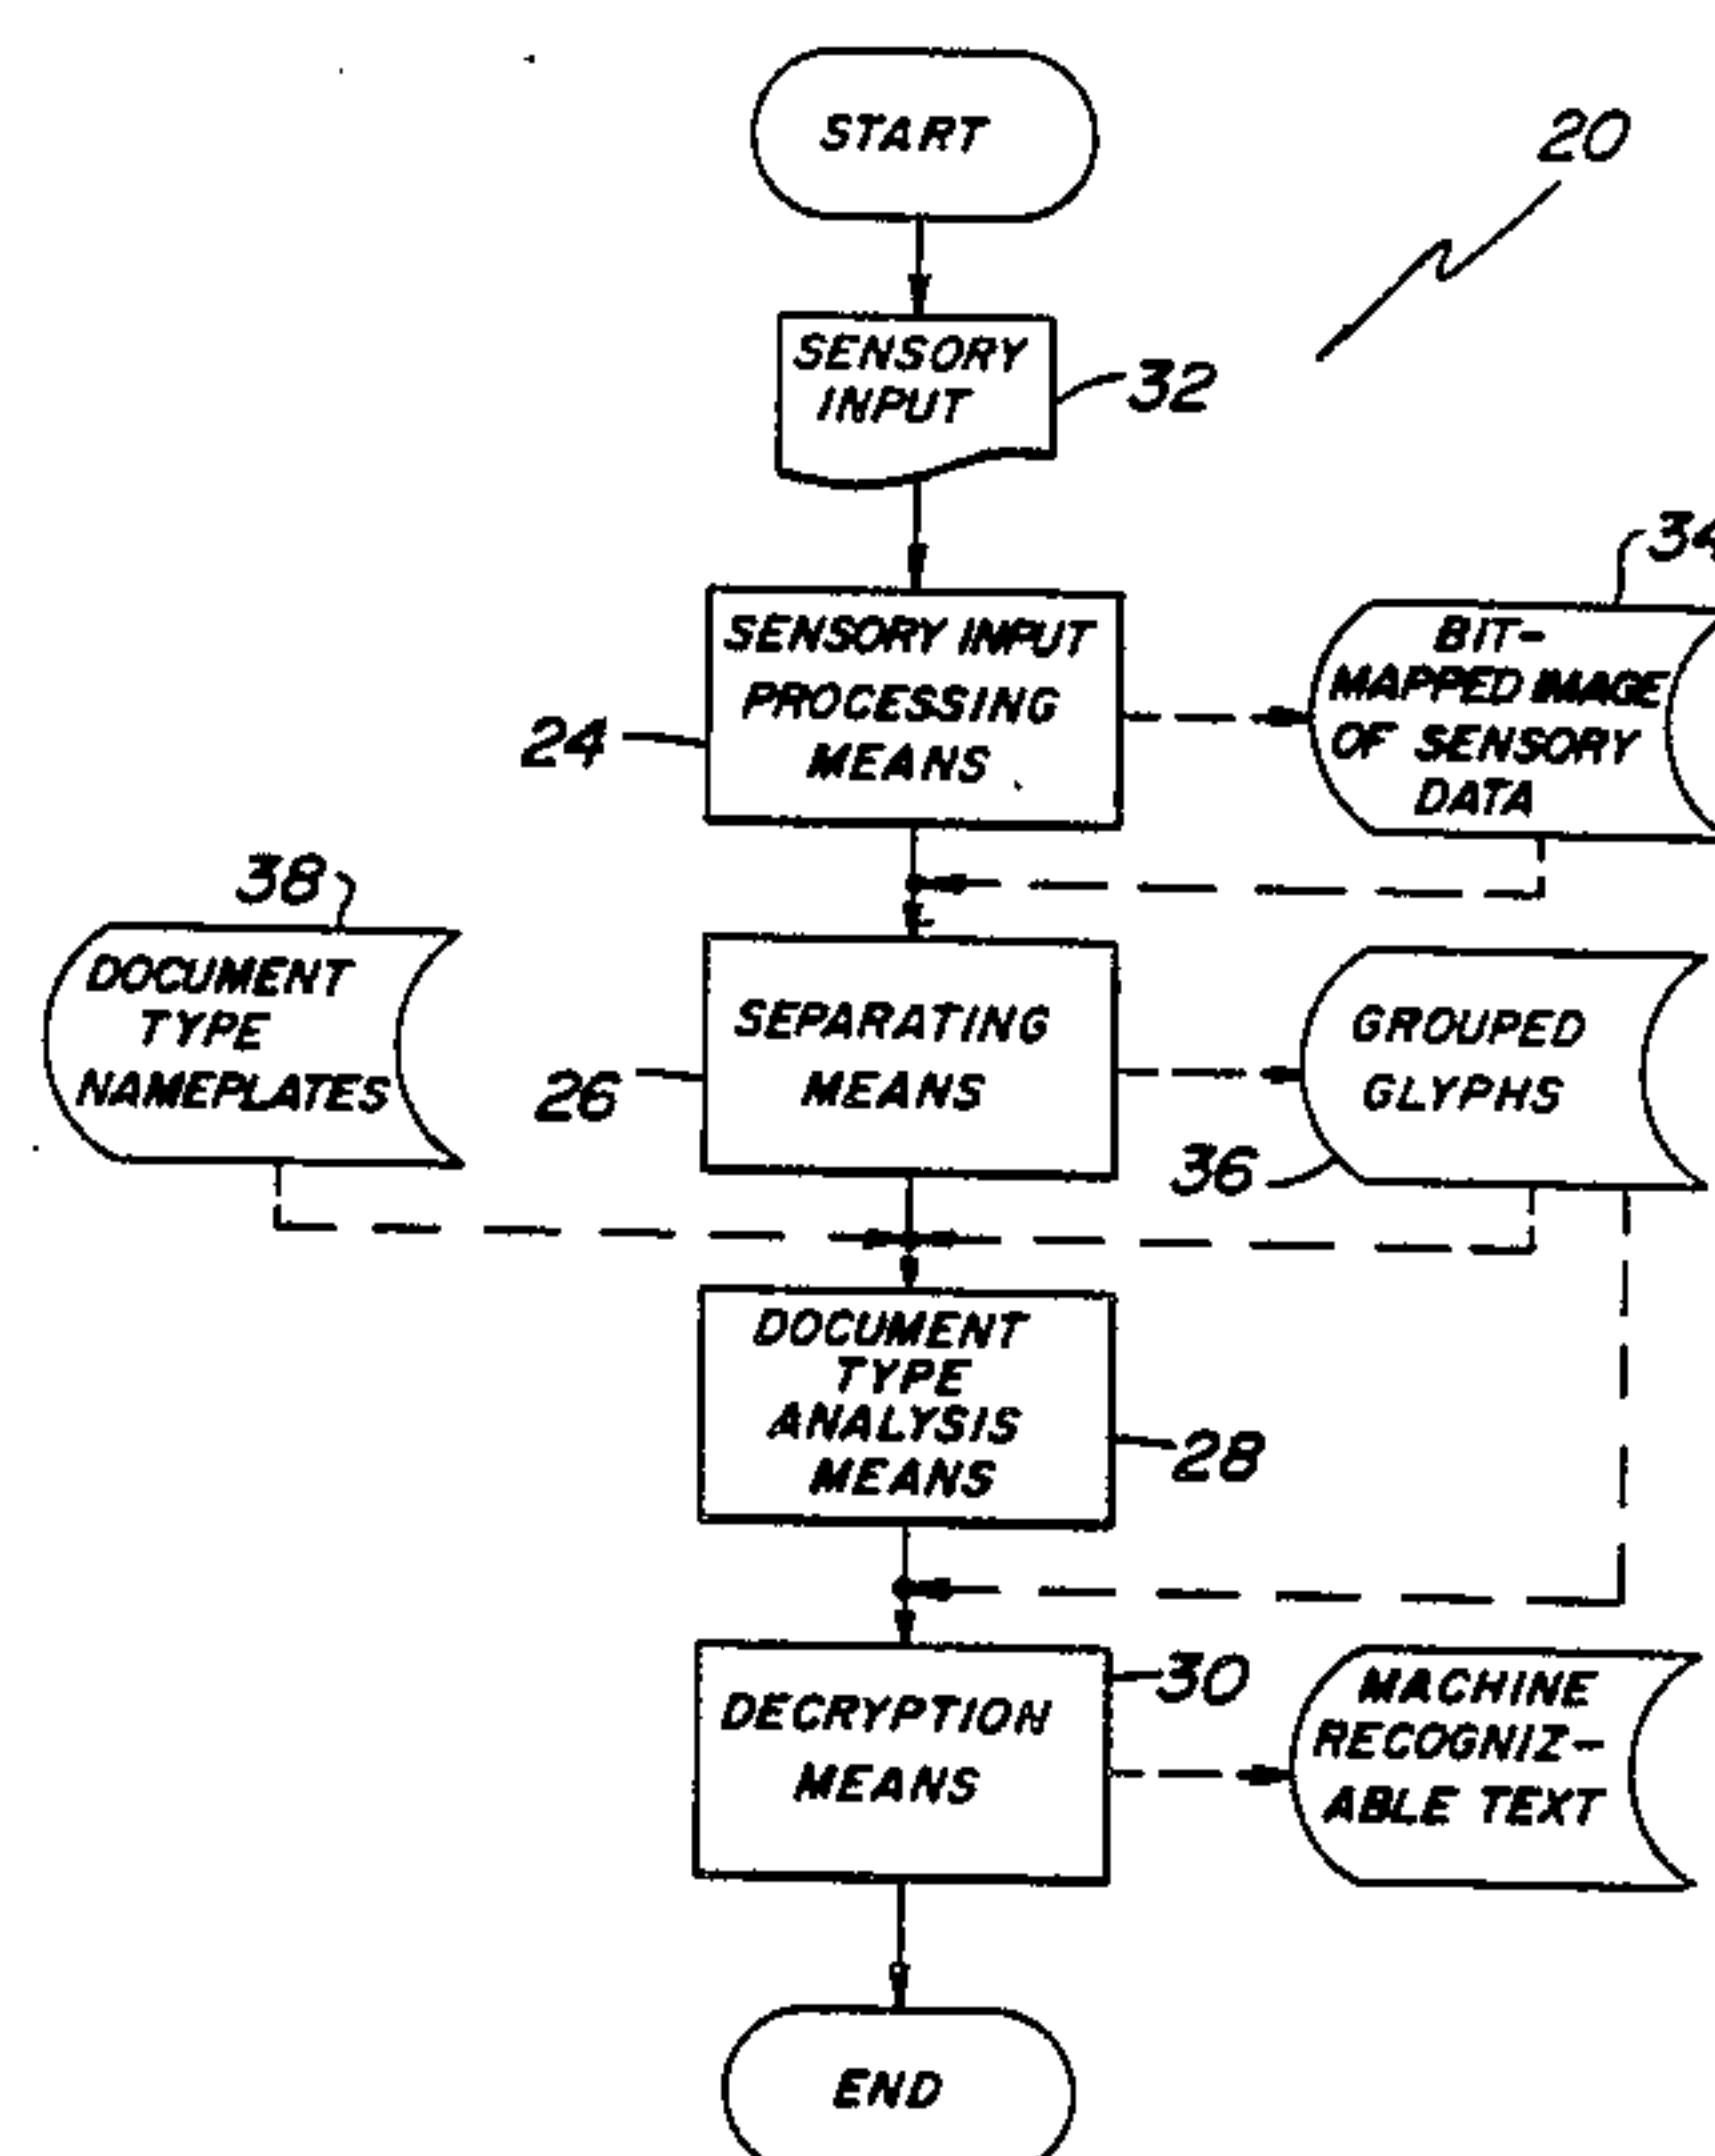 START
20
SENSORY
INPUT
32
34
SENSORY INPUT
PROCESSING
MEANS
24
BIT-
MAPPED IMAGE
OF SENSORY
DATA
38
DOCUMENT
TYPE
NAMEPLATES
SEPARATING
MEANS
26
GROUPED
GLYPHS
36
DOCUMENT
TYPE
ANALYSIS
MEANS
28
DECRYPTION
MEANS
30
MACHINE
RECOGNIZ-
ABLE TEXT
END